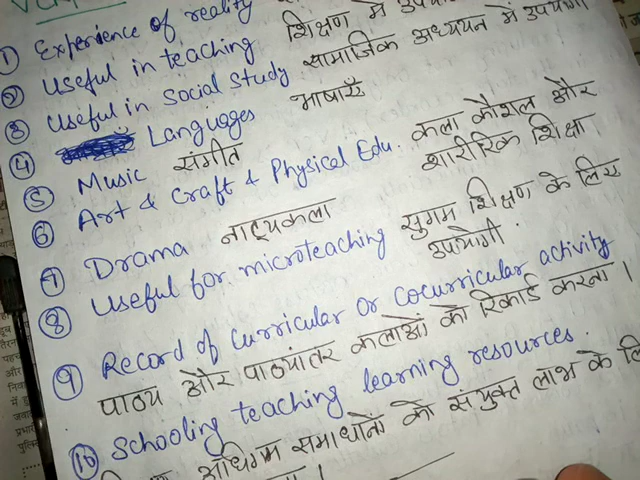 ① Experience of reality
② Useful in teaching शिक्षण में
③ Useful in Social Study सामाजिक अध्ययन में उपयोगी
④ Languages भाषाएँ
⑤ Music संगीत
⑥ Art & Craft & Physical Edu. कला कौशल और
शारीरिक शिक्षा।
⑦ Drama नाट्यकला
⑧ Useful for microteaching सुगम शिक्षण के लिए
उपयोगी.
⑨ Record of Curricular or cocurricular activity
पाठ्य और पाठ्यांतर कलाओं को रिकार्ड करना।
⑩ Schooling teaching learning resources.
अधिगम समाधोनों को संयुक्त लाभ के